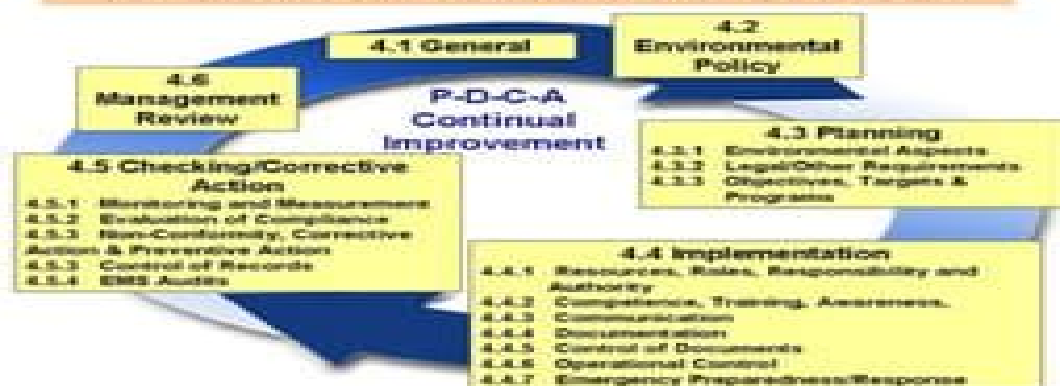 4.1 General
4.2
Environmental
Policy
4.6
Management
Review
P-D-C-A
Continual
Improvement
4.3 Planning
4.3.1 Environmental Aspects
4.3.2 Legal/Other Requirements
4.3.3 Objectives, Targets &
Programs
4.5 Checking/Corrective
Action
4.5.1 Monitoring and Measurement
4.5.2 Evaluation of Compliance
4.5.3 Non-Conformity, Corrective
Action & Preventive Action
4.5.3 Control of Records
4.5.4 EMS Audits
4.4 Implementation
4.4.1 Resources, Roles, Responsibility and
Authority
4.4.2 Competence, Training, Awareness,
4.4.3 Communication
4.4.4 Documentation
4.4.5 Control of Documents
4.4.6 Operational Control
4.4.7 Emergency Preparedness/Response